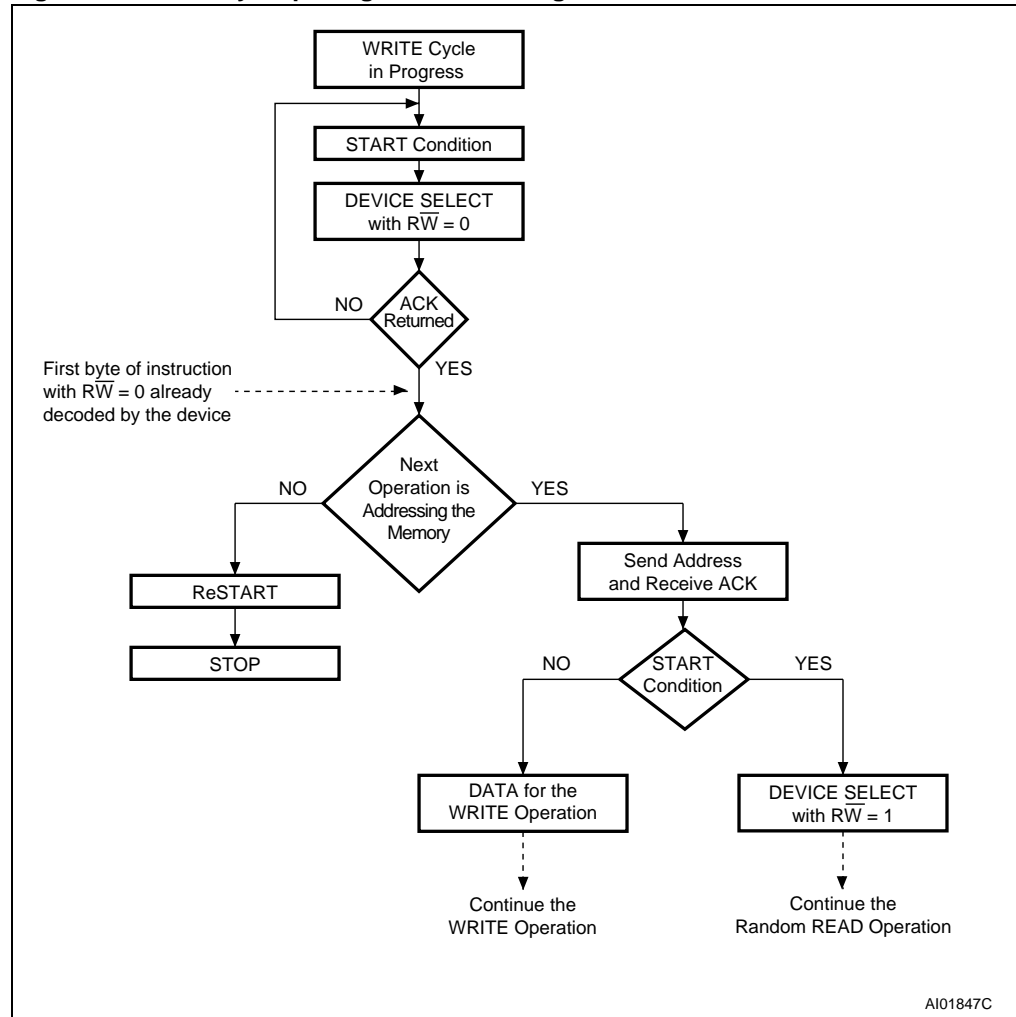 WRITE Cycle
in Progress
START Condition
DEVICE SELECT
with RW̅ = 0
NO
ACK
Returned
YES
First byte of instruction
with RW̅ = 0 already
decoded by the device
Next
Operation is
Addressing the
Memory
NO
YES
Send Address
and Receive ACK
ReSTART
STOP
NO
START
Condition
YES
DATA for the
WRITE Operation
DEVICE SELECT
with RW̅ = 1
Continue the
WRITE Operation
Continue the
Random READ Operation
AI01847C